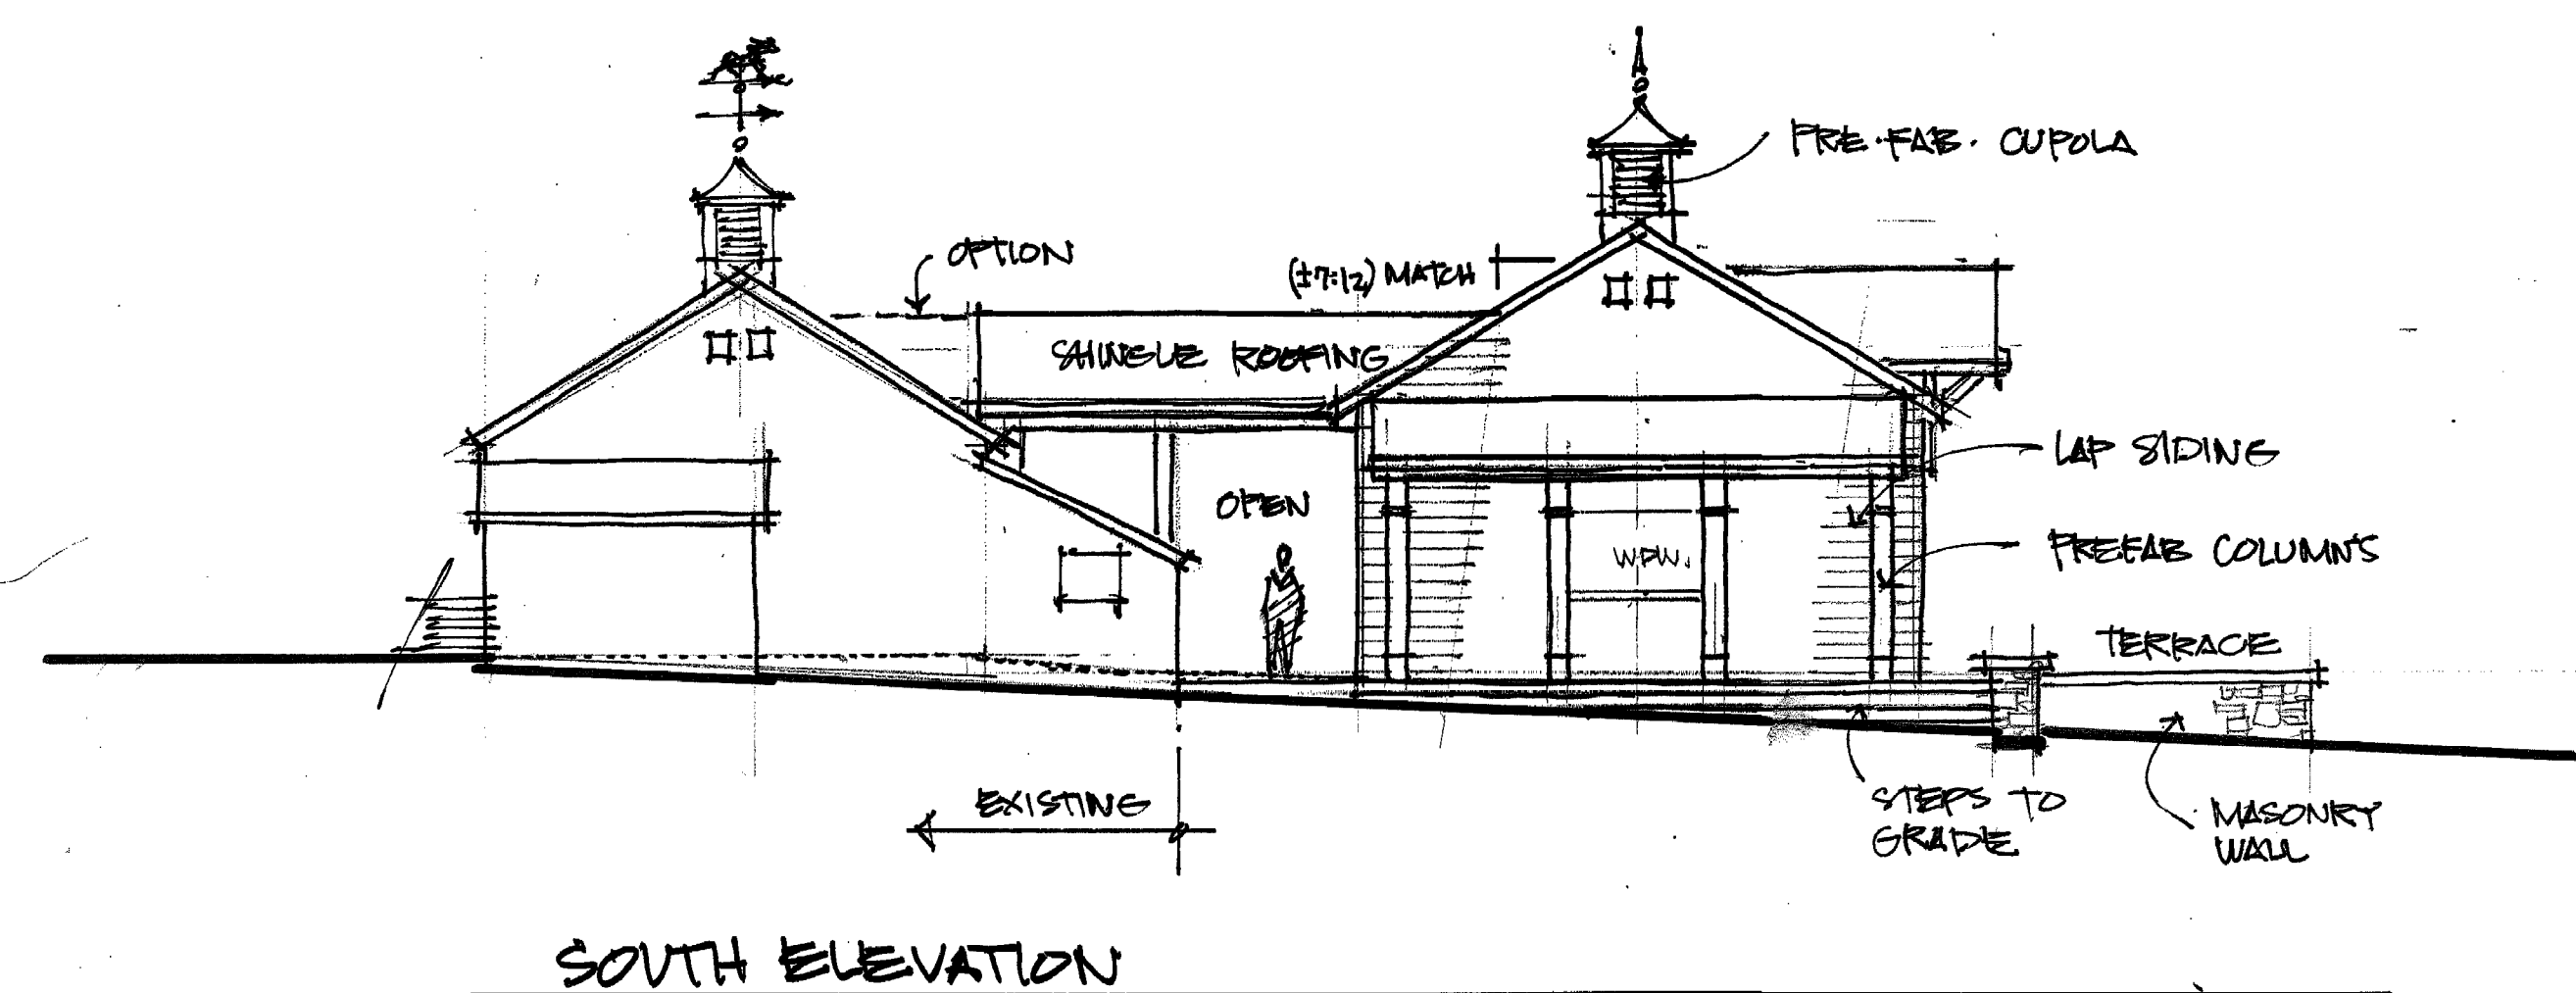 PRE.FAB. CUPOLA
OPTION
(±7:12) MATCH
SHINGLE ROOFING
LAP SIDING
OPEN
PREFAB COLUMNS
WDW.
TERRACE
EXISTING
STEPS TO
GRADE
MASONRY
WALL
SOUTH ELEVATION